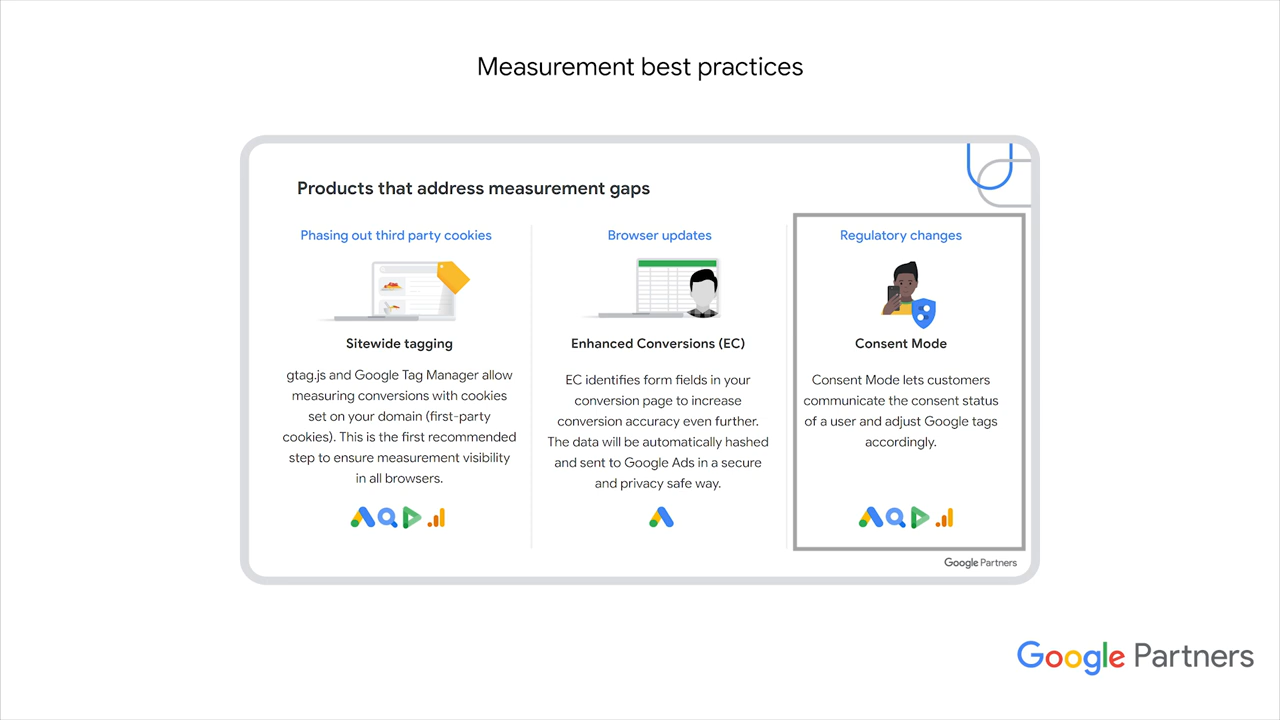 Measurement best practices
Products that address measurement gaps
Phasing out third party cookies
Sitewide tagging
gtag.js and Google Tag Manager allow
measuring conversions with cookies
set on your domain (first-party
cookies). This is the first recommended
step to ensure measurement visibility
in all browsers.
Browser updates
Enhanced Conversions (EC)
EC identifies form fields in your
conversion page to increase
conversion accuracy even further.
The data will be automatically hashed
and sent to Google Ads in a secure
and privacy safe way.
Regulatory changes
Consent Mode
Consent Mode lets customers
communicate the consent status
of a user and adjust Google tags
accordingly.
Google Partners
Google Partners